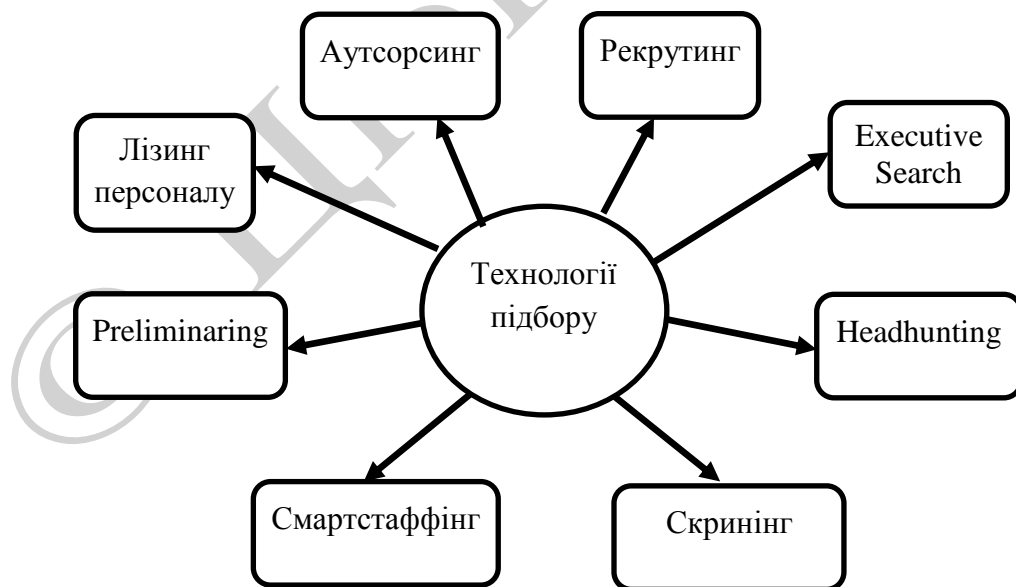 Аутсорсинг
Рекрутинг
Лізинг
персоналу
Executive
Search
Технології
підбору
Preliminaring
Headhunting
Смартстаффінг
Скринінг